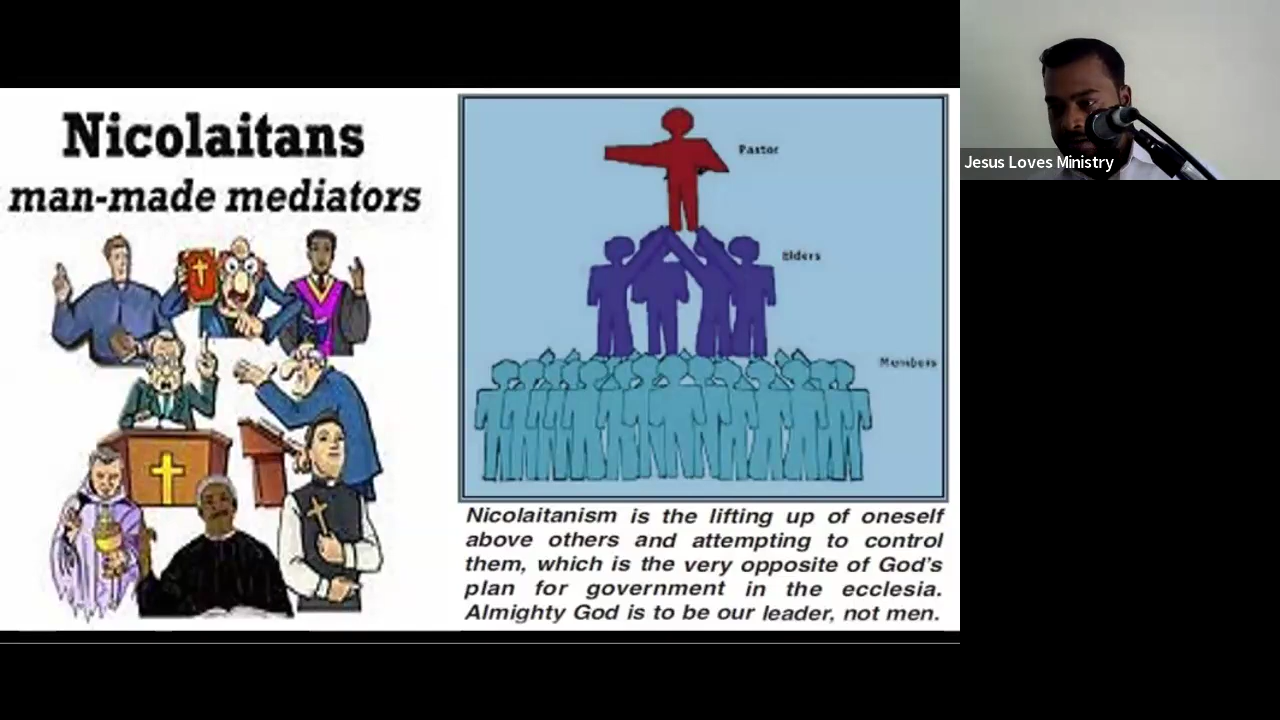 Nicolaitans
man-made mediators
Pastor
Elders
Members
Nicolaitanism is the lifting up of oneself
above others and attempting to control
them, which is the very opposite of God's
plan for government in the ecclesia.
Almighty God is to be our leader, not men.
Jesus Loves Ministry